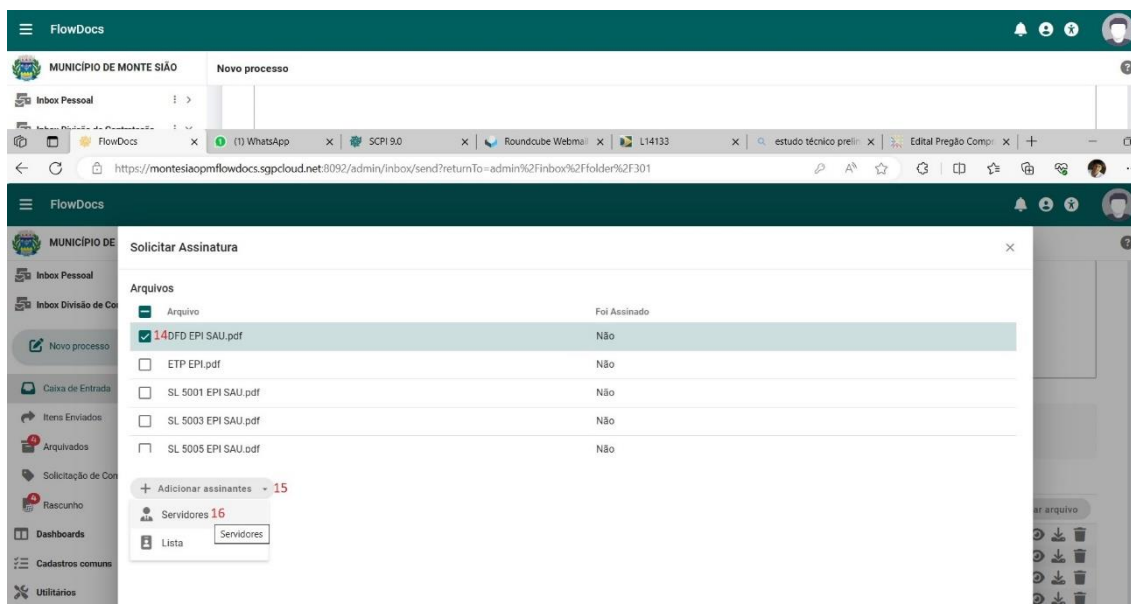 FlowDocs
MUNICÍPIO DE MONTE SIÃO
Novo processo
Inbox Pessoal
FlowDocs
(1) WhatsApp
SCPI 9.0
Roundcube Webmail
L14133
estudo técnico prelin
Edital Pregão Compr
https://montesiaopmflowdocs.sgpcloud.net:8092/admin/inbox/send?returnTo=admin%2Finbox%2Ffolder%2F301
FlowDocs
MUNICÍPIO DE
Solicitar Assinatura
Inbox Pessoal
Inbox Divisão de Co
Arquivos
Arquivo Foi Assinado
14 DFD EPI SAU.pdf Não
Novo processo
ETP EPI.pdf Não
Caixa de Entrada
SL 5001 EPI SAU.pdf Não
Itens Enviados
SL 5003 EPI SAU.pdf Não
4
Arquivados
SL 5005 EPI SAU.pdf Não
Solicitação de Con
+ Adicionar assinantes 15
4
Rascunho
Servidores 16
ar arquivo
Servidores
Dashboards
Lista
Cadastros comuns
Utilitários